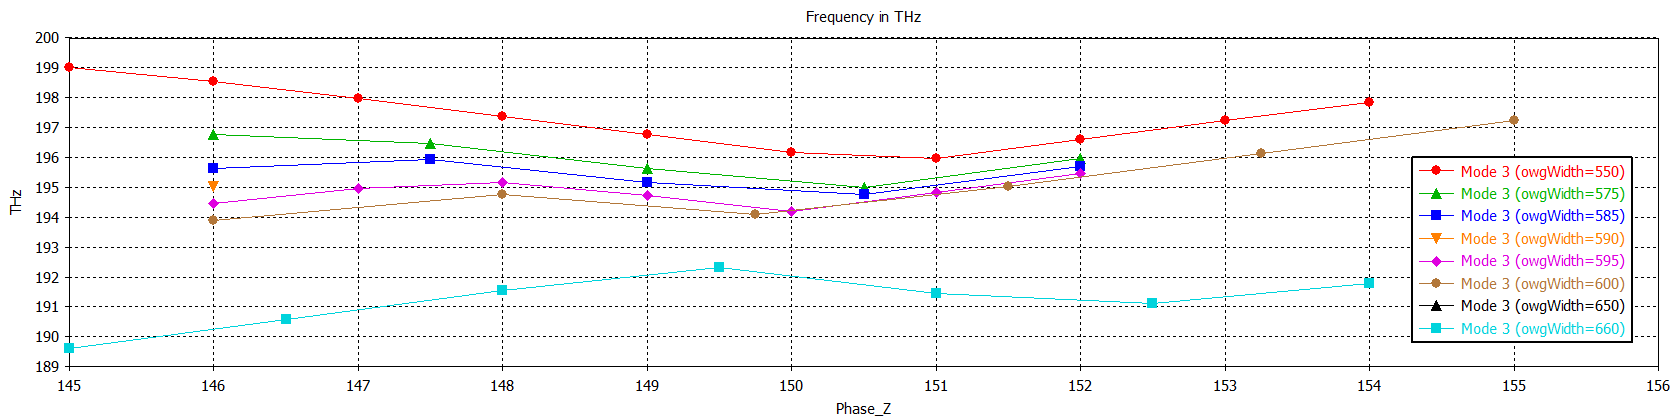 Frequency in THz
200
199
198
197
196
195
194
193
192
191
190
189
THz
Mode 3 (owgWidth=550)
Mode 3 (owgWidth=575)
Mode 3 (owgWidth=585)
Mode 3 (owgWidth=590)
Mode 3 (owgWidth=595)
Mode 3 (owgWidth=600)
Mode 3 (owgWidth=650)
Mode 3 (owgWidth=660)
145 146 147 148 149 150 151 152 153 154 155 156
Phase_Z